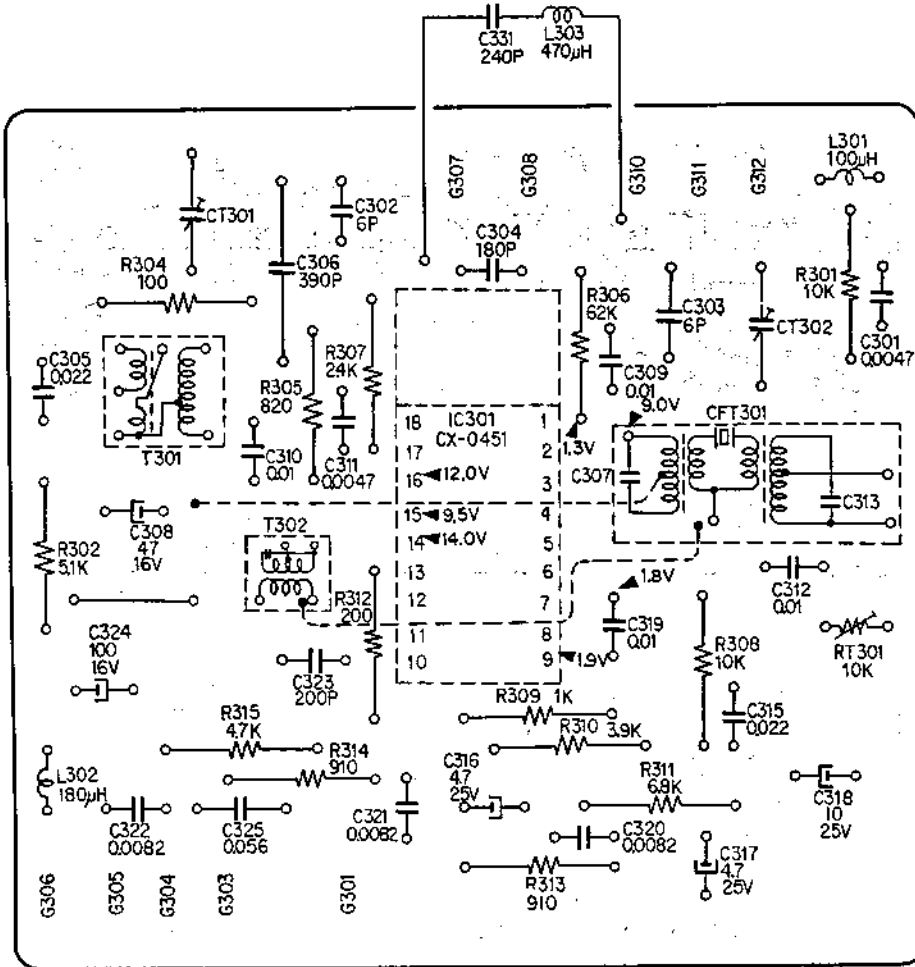 C331
240P
L303
470μH
G307
G308
G310
G311
G312
L301
100μH
CT301
C302
6P
C304
180P
R304
100
C306
390P
R306
62K
C303
6P
R301
10K
CT302
C301
0.0047
C305
0.022
R307
24K
R305
820
C309
0.01
9.0V
CFT301
T301
C310
0.01
C311
0.0047
IC301
CX-0451
18
17
16
15
14
13
12
11
10
1
2
3
4
5
6
7
8
9
12.0V
9.5V
14.0V
1.3V
C307
C313
C308
47
16V
T302
R302
5.1K
R312
200
1.8V
C312
0.01
C319
0.01
1.9V
C324
100
16V
C323
200P
R308
10K
RT301
10K
R309 1K
R310 3.9K
C315
0.022
R315
4.7K
R314
910
L302
180μH
C316
4.7
25V
R311
6.8K
C318
10
25V
C322
0.0082
C325
0.056
C321
0.0082
C320
0.0082
C317
4.7
25V
R313
910
G306
G305
G304
G303
G301